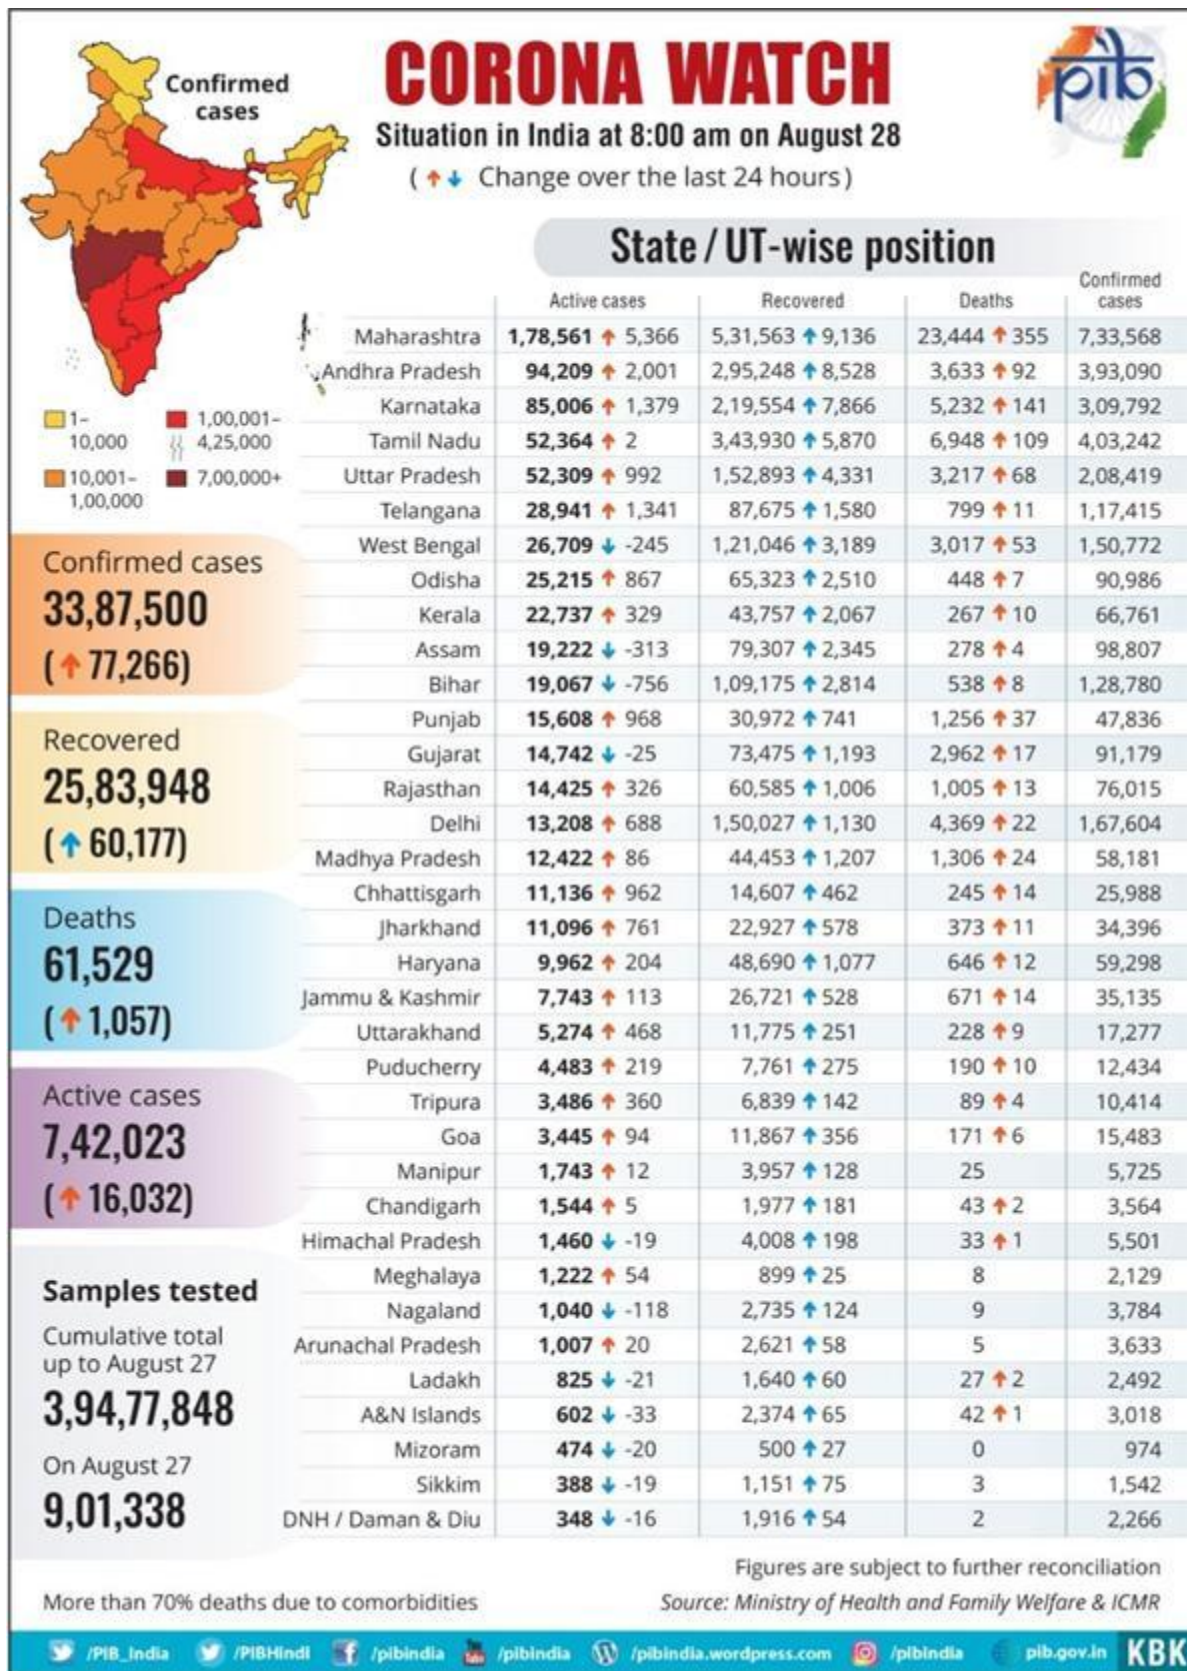 Confirmed
cases
CORONA WATCH
pib
Situation in India at 8:00 am on August 28
( ↑ ↓ Change over the last 24 hours)
1-
10,000
1,00,001-
4,25,000
10,001-
1,00,000
7,00,000+
Confirmed cases
33,87,500
(↑ 77,266)
Recovered
25,83,948
(↑ 60,177)
Deaths
61,529
(↑ 1,057)
Active cases
7,42,023
(↑ 16,032)
Samples tested
Cumulative total
up to August 27
3,94,77,848
On August 27
9,01,338
State / UT-wise position
Active cases Recovered Deaths Confirmed cases
Maharashtra 1,78,561 ↑ 5,366 5,31,563 ↑ 9,136 23,444 ↑ 355 7,33,568
Andhra Pradesh 94,209 ↑ 2,001 2,95,248 ↑ 8,528 3,633 ↑ 92 3,93,090
Karnataka 85,006 ↑ 1,379 2,19,554 ↑ 7,866 5,232 ↑ 141 3,09,792
Tamil Nadu 52,364 ↑ 2 3,43,930 ↑ 5,870 6,948 ↑ 109 4,03,242
Uttar Pradesh 52,309 ↑ 992 1,52,893 ↑ 4,331 3,217 ↑ 68 2,08,419
Telangana 28,941 ↑ 1,341 87,675 ↑ 1,580 799 ↑ 11 1,17,415
West Bengal 26,709 ↓ -245 1,21,046 ↑ 3,189 3,017 ↑ 53 1,50,772
Odisha 25,215 ↑ 867 65,323 ↑ 2,510 448 ↑ 7 90,986
Kerala 22,737 ↑ 329 43,757 ↑ 2,067 267 ↑ 10 66,761
Assam 19,222 ↓ -313 79,307 ↑ 2,345 278 ↑ 4 98,807
Bihar 19,067 ↓ -756 1,09,175 ↑ 2,814 538 ↑ 8 1,28,780
Punjab 15,608 ↑ 968 30,972 ↑ 741 1,256 ↑ 37 47,836
Gujarat 14,742 ↓ -25 73,475 ↑ 1,193 2,962 ↑ 17 91,179
Rajasthan 14,425 ↑ 326 60,585 ↑ 1,006 1,005 ↑ 13 76,015
Delhi 13,208 ↑ 688 1,50,027 ↑ 1,130 4,369 ↑ 22 1,67,604
Madhya Pradesh 12,422 ↑ 86 44,453 ↑ 1,207 1,306 ↑ 24 58,181
Chhattisgarh 11,136 ↑ 962 14,607 ↑ 462 245 ↑ 14 25,988
Jharkhand 11,096 ↑ 761 22,927 ↑ 578 373 ↑ 11 34,396
Haryana 9,962 ↑ 204 48,690 ↑ 1,077 646 ↑ 12 59,298
Jammu & Kashmir 7,743 ↑ 113 26,721 ↑ 528 671 ↑ 14 35,135
Uttarakhand 5,274 ↑ 468 11,775 ↑ 251 228 ↑ 9 17,277
Puducherry 4,483 ↑ 219 7,761 ↑ 275 190 ↑ 10 12,434
Tripura 3,486 ↑ 360 6,839 ↑ 142 89 ↑ 4 10,414
Goa 3,445 ↑ 94 11,867 ↑ 356 171 ↑ 6 15,483
Manipur 1,743 ↑ 12 3,957 ↑ 128 25 5,725
Chandigarh 1,544 ↑ 5 1,977 ↑ 181 43 ↑ 2 3,564
Himachal Pradesh 1,460 ↓ -19 4,008 ↑ 198 33 ↑ 1 5,501
Meghalaya 1,222 ↑ 54 899 ↑ 25 8 2,129
Nagaland 1,040 ↓ -118 2,735 ↑ 124 9 3,784
Arunachal Pradesh 1,007 ↑ 20 2,621 ↑ 58 5 3,633
Ladakh 825 ↓ -21 1,640 ↑ 60 27 ↑ 2 2,492
A&N Islands 602 ↓ -33 2,374 ↑ 65 42 ↑ 1 3,018
Mizoram 474 ↓ -20 500 ↑ 27 0 974
Sikkim 388 ↓ -19 1,151 ↑ 75 3 1,542
DNH / Daman & Diu 348 ↓ -16 1,916 ↑ 54 2 2,266
Figures are subject to further reconciliation
More than 70% deaths due to comorbidities
Source: Ministry of Health and Family Welfare & ICMR
/PIB_India /PIBHindi /pibindia /pibindia /pibindia.wordpress.com /pibindia pib.gov.in KBK